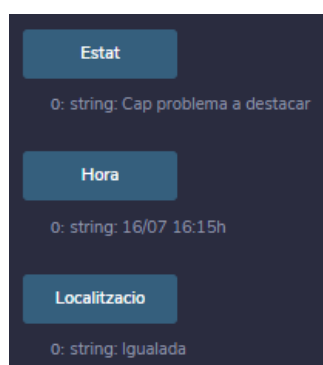 Estat
0: string: Cap problema a destacar
Hora
0: string: 16/07 16:15h
Localitzacio
0: string: Igualada